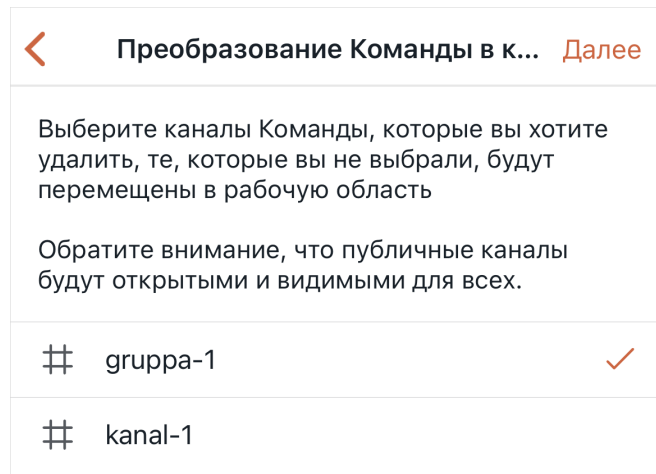 Преобразование Команды в к... Далее
Выберите каналы Команды, которые вы хотите
удалить, те, которые вы не выбрали, будут
перемещены в рабочую область
Обратите внимание, что публичные каналы
будут открытыми и видимыми для всех.
gruppa-1
kanal-1